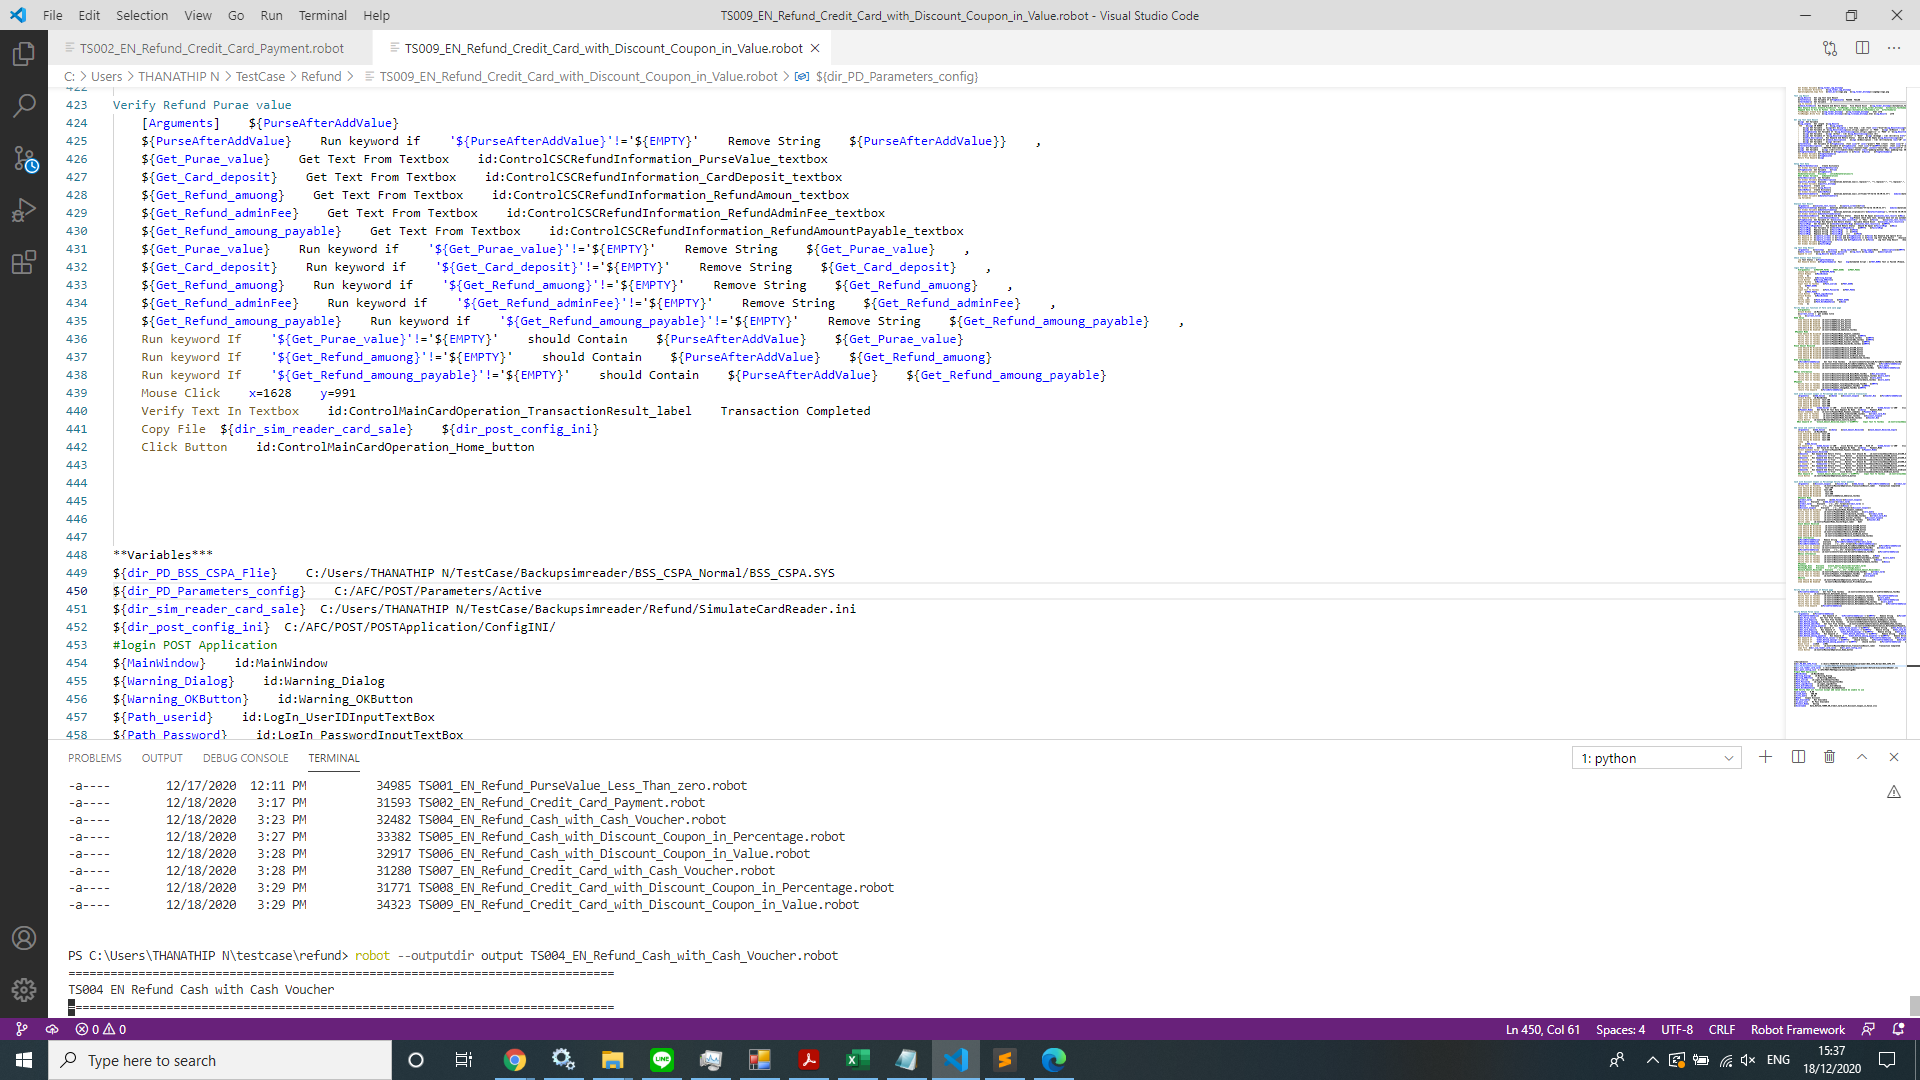 File Edit Selection View Go Run Terminal Help
TS009_EN_Refund_Credit_Card_with_Discount_Coupon_in_Value.robot - Visual Studio Code
TS002_EN_Refund_Credit_Card_Payment.robot
TS009_EN_Refund_Credit_Card_with_Discount_Coupon_in_Value.robot
C: > Users > THANATHIP N > TestCase > Refund > TS009_EN_Refund_Credit_Card_with_Discount_Coupon_in_Value.robot > ${dir_PD_Parameters_config}
422
423 Verify Refund Purae value
424 [Arguments] ${PurseAfterAddValue}
425 ${PurseAfterAddValue} Run keyword if '${PurseAfterAddValue}'!='${EMPTY}' Remove String ${PurseAfterAddValue}} ,
426 ${Get_Purae_value} Get Text From Textbox id:ControlCSCRefundInformation_PurseValue_textbox
427 ${Get_Card_deposit} Get Text From Textbox id:ControlCSCRefundInformation_CardDeposit_textbox
428 ${Get_Refund_amuong} Get Text From Textbox id:ControlCSCRefundInformation_RefundAmoun_textbox
429 ${Get_Refund_adminFee} Get Text From Textbox id:ControlCSCRefundInformation_RefundAdminFee_textbox
430 ${Get_Refund_amoung_payable} Get Text From Textbox id:ControlCSCRefundInformation_RefundAmountPayable_textbox
431 ${Get_Purae_value} Run keyword if '${Get_Purae_value}'!='${EMPTY}' Remove String ${Get_Purae_value} ,
432 ${Get_Card_deposit} Run keyword if '${Get_Card_deposit}'!='${EMPTY}' Remove String ${Get_Card_deposit} ,
433 ${Get_Refund_amuong} Run keyword if '${Get_Refund_amuong}'!='${EMPTY}' Remove String ${Get_Refund_amuong} ,
434 ${Get_Refund_adminFee} Run keyword if '${Get_Refund_adminFee}'!='${EMPTY}' Remove String ${Get_Refund_adminFee} ,
435 ${Get_Refund_amoung_payable} Run keyword if '${Get_Refund_amoung_payable}'!='${EMPTY}' Remove String ${Get_Refund_amoung_payable} ,
436 Run keyword If '${Get_Purae_value}'!='${EMPTY}' should Contain ${PurseAfterAddValue} ${Get_Purae_value}
437 Run keyword If '${Get_Refund_amuong}'!='${EMPTY}' should Contain ${PurseAfterAddValue} ${Get_Refund_amuong}
438 Run keyword If '${Get_Refund_amoung_payable}'!='${EMPTY}' should Contain ${PurseAfterAddValue} ${Get_Refund_amoung_payable}
439 Mouse Click x=1628 y=991
440 Verify Text In Textbox id:ControlMainCardOperation_TransactionResult_label Transaction Completed
441 Copy File ${dir_sim_reader_card_sale} ${dir_post_config_ini}
442 Click Button id:ControlMainCardOperation_Home_button
443
444
445
446
447
448 **Variables***
449 ${dir_PD_BSS_CSPA_Flie} C:/Users/THANATHIP N/TestCase/Backupsimreader/BSS_CSPA_Normal/BSS_CSPA.SYS
450 ${dir_PD_Parameters_config} C:/AFC/POST/Parameters/Active
451 ${dir_sim_reader_card_sale} C:/Users/THANATHIP N/TestCase/Backupsimreader/Refund/SimulateCardReader.ini
452 ${dir_post_config_ini} C:/AFC/POST/POSTApplication/ConfigINI/
453 #login POST Application
454 ${MainWindow} id:MainWindow
455 ${Warning_Dialog} id:Warning_Dialog
456 ${Warning_OKButton} id:Warning_OKButton
457 ${Path_userid} id:LogIn_UserIDInputTextBox
458 ${Path_Password} id:LogIn_PasswordInputTextBox
PROBLEMS OUTPUT DEBUG CONSOLE TERMINAL 1: python
-a---- 12/17/2020 12:11 PM 34985 TS001_EN_Refund_PurseValue_Less_Than_zero.robot
-a---- 12/18/2020 3:17 PM 31593 TS002_EN_Refund_Credit_Card_Payment.robot
-a---- 12/18/2020 3:23 PM 32482 TS004_EN_Refund_Cash_with_Cash_Voucher.robot
-a---- 12/18/2020 3:27 PM 33382 TS005_EN_Refund_Cash_with_Discount_Coupon_in_Percentage.robot
-a---- 12/18/2020 3:28 PM 32917 TS006_EN_Refund_Cash_with_Discount_Coupon_in_Value.robot
-a---- 12/18/2020 3:28 PM 31280 TS007_EN_Refund_Credit_Card_with_Cash_Voucher.robot
-a---- 12/18/2020 3:29 PM 31771 TS008_EN_Refund_Credit_Card_with_Discount_Coupon_in_Percentage.robot
-a---- 12/18/2020 3:29 PM 34323 TS009_EN_Refund_Credit_Card_with_Discount_Coupon_in_Value.robot
PS C:\Users\THANATHIP N\testcase\refund> robot --outputdir output TS004_EN_Refund_Cash_with_Cash_Voucher.robot
==============================================================================
TS004 EN Refund Cash with Cash Voucher
==============================================================================
0 0 Ln 450, Col 61 Spaces: 4 UTF-8 CRLF Robot Framework
Type here to search
LINE
ENG
15:37
18/12/2020